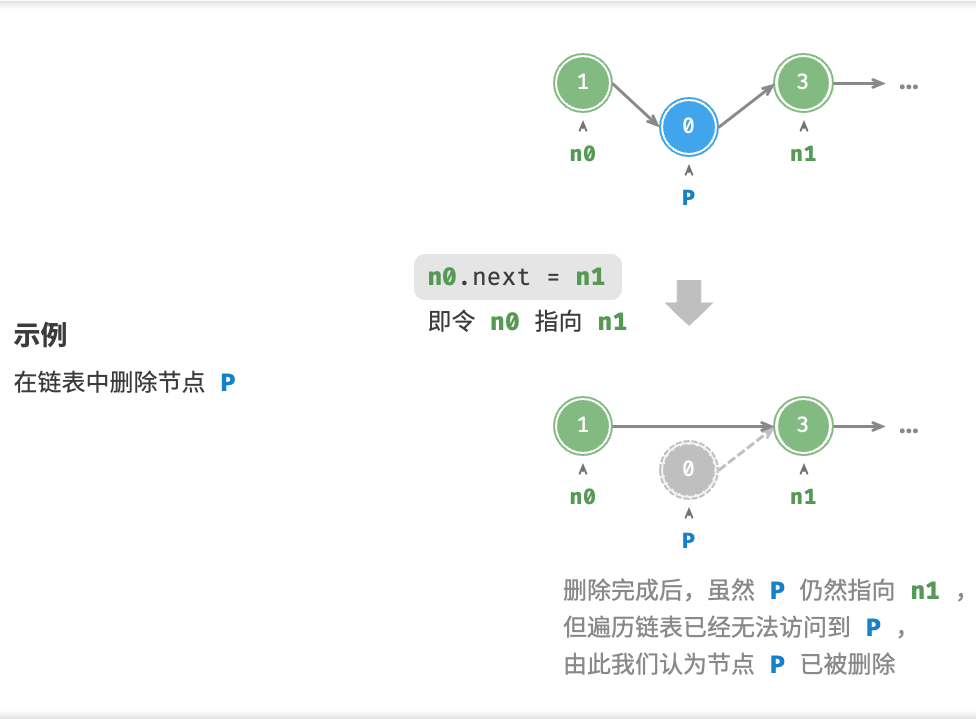 1
0
3
...
n0
n1
P
n0.next = n1
即令 n0 指向 n1
示例
在链表中删除节点 P
1
3
...
0
n0
n1
P
删除完成后，虽然 P 仍然指向 n1 ，
但遍历链表已经无法访问到 P ，
由此我们认为节点 P 已被删除